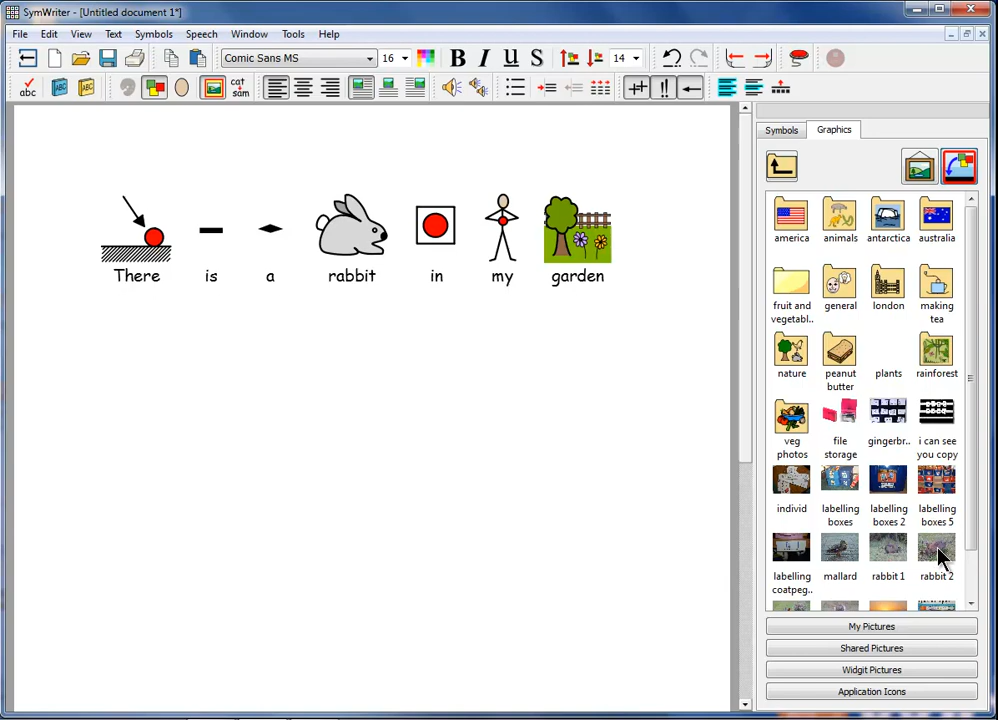 SymWriter - [Untitled document 1*]
File Edit View Text Symbols Speech Window Tools Help
Comic Sans MS 16 B I U S 14
abc ABC ABC cat sam
Symbols Graphics
america animals antarctica australia
fruit and vegetabl.. general london making tea
nature peanut butter plants rainforest
veg photos file storage gingerbr.. i can see you copy
individ labelling boxes labelling boxes 2 labelling boxes 5
labelling coatpeg... mallard rabbit 1 rabbit 2
There is a rabbit in my garden
My Pictures
Shared Pictures
Widgit Pictures
Application Icons